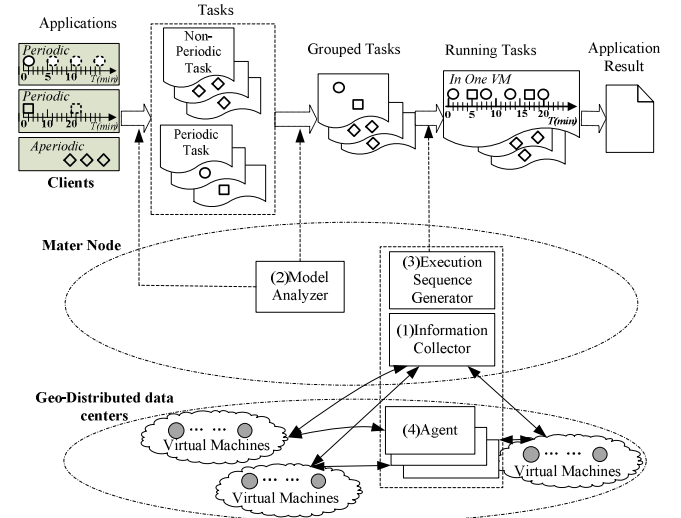 Applications
Tasks
Grouped Tasks
Running Tasks
Application
Result
Periodic
0 5 10 T(min)
Periodic
0 10 20 T(min)
Aperiodic
Clients
Non-
Periodic
Task
Periodic
Task
In One VM
0 5 10 15 20 T(min)
Mater Node
(2)Model
Analyzer
(3)Execution
Sequence
Generator
(1)Information
Collector
Geo-Distributed data
centers
(4)Agent
... ...
Virtual Machines
... ...
Virtual Machines
... ...
Virtual Machines